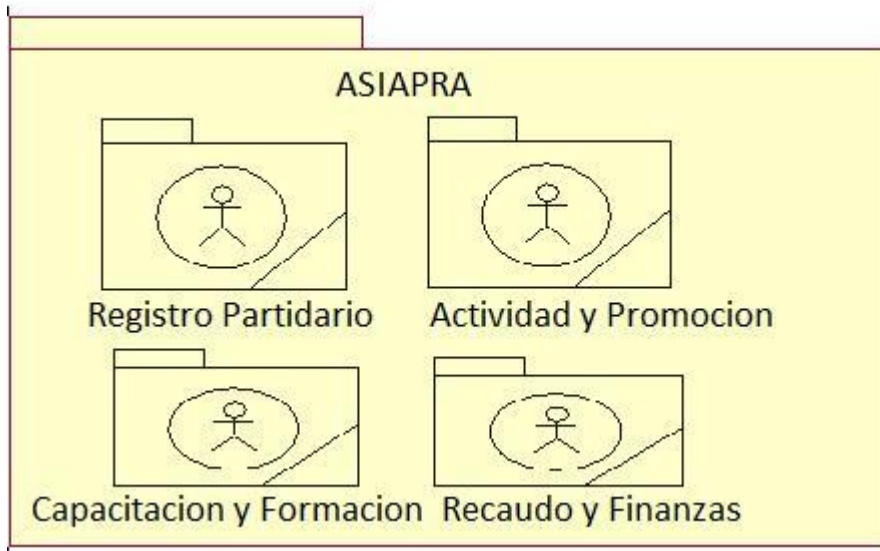 ASIAPRA
Registro Partidario
Actividad y Promocion
Capacitacion y Formacion
Recaudo y Finanzas